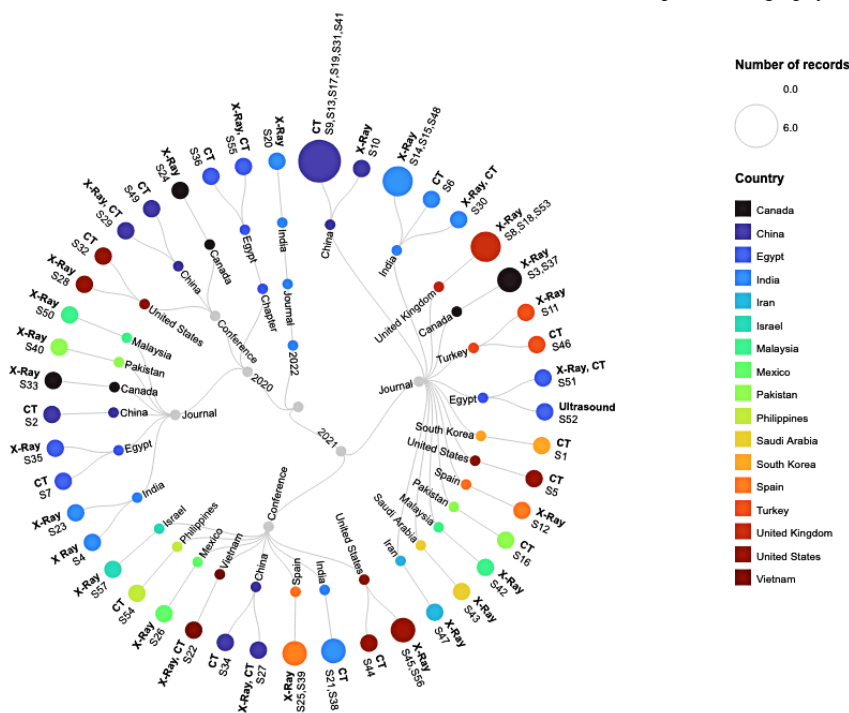 Number of records
0.0
6.0
Country
Canada
China
Egypt
India
Iran
Israel
Malaysia
Mexico
Pakistan
Philippines
Saudi Arabia
South Korea
Spain
Turkey
United Kingdom
United States
Vietnam
2022
Journal
India
X-Ray
S20
2021
Journal
China
CT
S9,S13,S17,S19,S31,S41
X-Ray
S10
India
X-Ray
S14,S15,S48
CT
S6
X-Ray, CT
S30
United Kingdom
X-Ray
S8,S18,S53
Canada
X-Ray
S3,S37
Turkey
X-Ray
S11
CT
S46
Egypt
X-Ray, CT
S51
Ultrasound
S52
South Korea
CT
S1
United States
CT
S5
Spain
X-Ray
S12
Pakistan
CT
S16
Malaysia
X-Ray
S42
Saudi Arabia
X-Ray
S43
Iran
X-Ray
S47
Conference
United States
X-Ray
S45,S56
CT
S44
India
CT
S21,S38
Spain
X-Ray
S25,S39
China
X-Ray, CT
S27
CT
S34
Vietnam
X-Ray, CT
S22
Mexico
X-Ray
S26
Philippines
CT
S54
Israel
X-Ray
S57
2020
Journal
India
X Ray
S4
X-Ray
S23
Egypt
CT
S7
X-Ray
S35
China
CT
S2
Canada
X-Ray
S33
Pakistan
X-Ray
S40
Malaysia
X-Ray
S50
Conference
United States
X-Ray
S28
CT
S32
China
X-Ray, CT
S29
CT
S49
Canada
X-Ray
S24
Chapter
Egypt
CT
S36
X-Ray, CT
S55